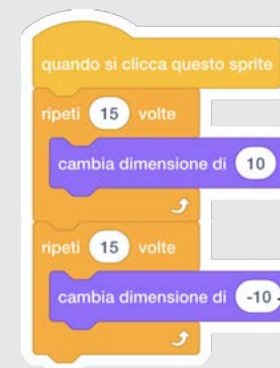 quando si clicca questo sprite
ripeti 15 volte
cambia dimensione di 10
ripeti 15 volte
cambia dimensione di -10